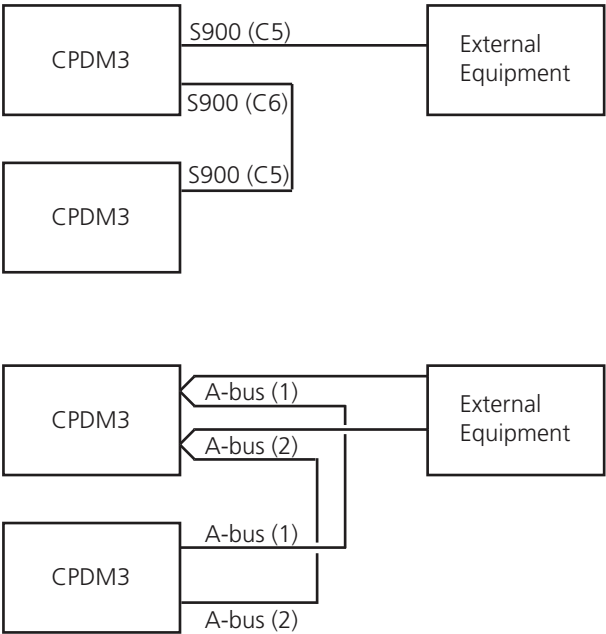 CPDM3
S900 (C5)
External
Equipment
S900 (C6)
S900 (C5)
CPDM3
CPDM3
A-bus (1)
External
Equipment
A-bus (2)
A-bus (1)
CPDM3
A-bus (2)